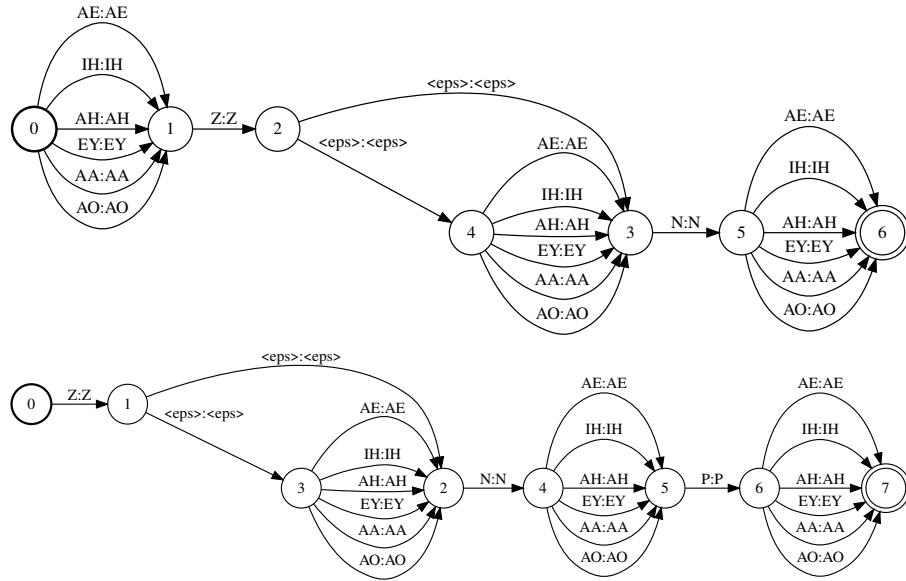 AE:AE
IH:IH
AH:AH
EY:EY
AA:AA
AO:AO
0
1
Z:Z
2
<eps>:<eps>
<eps>:<eps>
4
AE:AE
IH:IH
AH:AH
EY:EY
AA:AA
AO:AO
3
N:N
5
AE:AE
IH:IH
AH:AH
EY:EY
AA:AA
AO:AO
6
0
Z:Z
1
<eps>:<eps>
<eps>:<eps>
3
AE:AE
IH:IH
AH:AH
EY:EY
AA:AA
AO:AO
2
N:N
4
AE:AE
IH:IH
AH:AH
EY:EY
AA:AA
AO:AO
5
P:P
6
AE:AE
IH:IH
AH:AH
EY:EY
AA:AA
AO:AO
7